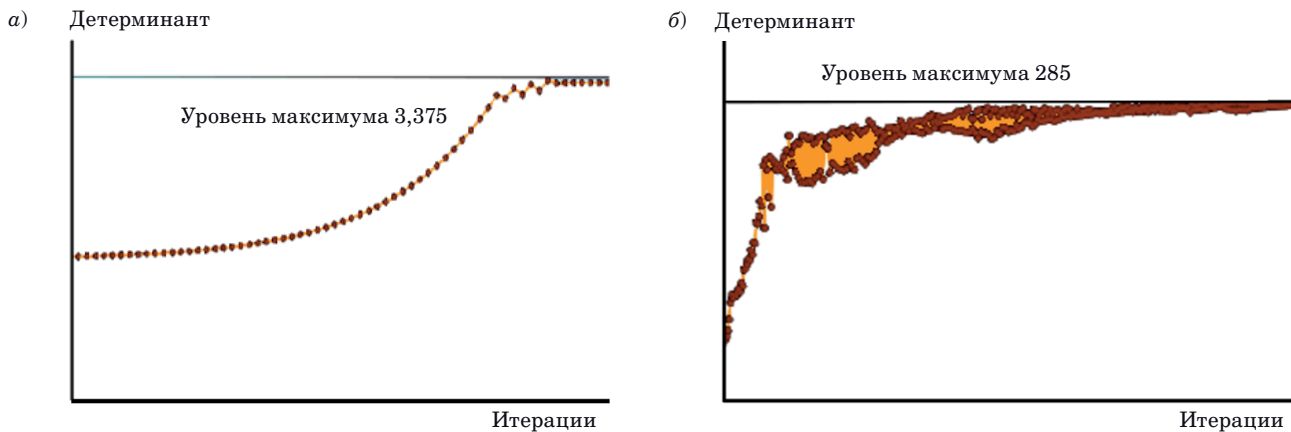 а) Детерминант
Уровень максимума 3,375
Итерации
б) Детерминант
Уровень максимума 285
Итерации